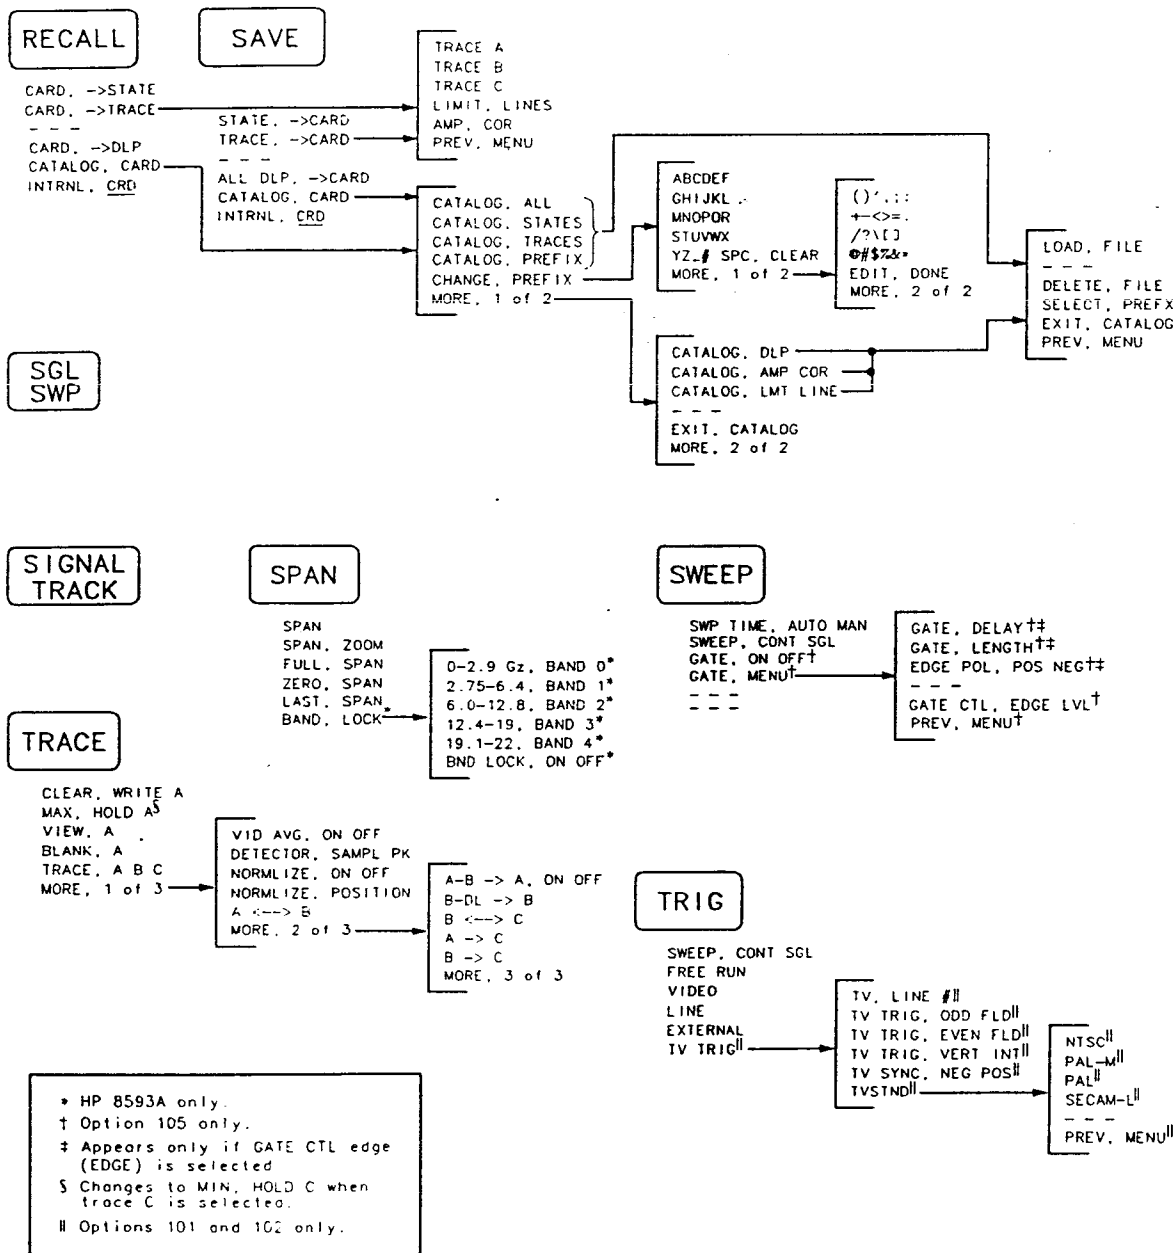 RECALL
CARD, ->STATE
CARD, ->TRACE
- - -
CARD, ->DLP
CATALOG, CARD
INTRNL, CRD
SAVE
STATE, ->CARD
TRACE, ->CARD
- - -
ALL DLP, ->CARD
CATALOG, CARD
INTRNL, CRD
TRACE A
TRACE B
TRACE C
LIMIT, LINES
AMP, COR
PREV, MENU
CATALOG, ALL
CATALOG, STATES
CATALOG, TRACES
CATALOG, PREFIX
CHANGE, PREFIX
MORE, 1 of 2
ABCDEF
GHIJKL
MNOPQR
STUVWX
YZ_# SPC, CLEAR
MORE, 1 of 2
()',;:
+-<>=.
/?\[]
@#$%&*
EDIT, DONE
MORE, 2 of 2
CATALOG, DLP
CATALOG, AMP COR
CATALOG, LMT LINE
- - -
EXIT, CATALOG
MORE, 2 of 2
LOAD, FILE
- - -
DELETE, FILE
SELECT, PREFX
EXIT, CATALOG
PREV, MENU
SGL
SWP
SIGNAL
TRACK
SPAN
SPAN
SPAN, ZOOM
FULL, SPAN
ZERO, SPAN
LAST, SPAN
BAND, LOCK*
0-2.9 Gz, BAND 0*
2.75-6.4, BAND 1*
6.0-12.8, BAND 2*
12.4-19, BAND 3*
19.1-22, BAND 4*
BND LOCK, ON OFF*
SWEEP
SWP TIME, AUTO MAN
SWEEP, CONT SGL
GATE, ON OFF†
GATE, MENU†
- - -
- - -
GATE, DELAY†‡
GATE, LENGTH†‡
EDGE POL, POS NEG†‡
- - -
GATE CTL, EDGE LVL†
PREV, MENU†
TRACE
CLEAR, WRITE A
MAX, HOLD A§
VIEW, A
BLANK, A
TRACE, A B C
MORE, 1 of 3
VID AVG, ON OFF
DETECTOR, SAMPL PK
NORMLIZE, ON OFF
NORMLIZE, POSITION
A <--> B
MORE, 2 of 3
A-B -> A, ON OFF
B-DL -> B
B <--> C
A -> C
B -> C
MORE, 3 of 3
TRIG
SWEEP, CONT SGL
FREE RUN
VIDEO
LINE
EXTERNAL
TV TRIG‖
TV, LINE #‖
TV TRIG, ODD FLD‖
TV TRIG, EVEN FLD‖
TV TRIG, VERT INT‖
TV SYNC, NEG POS‖
TVSTND‖
NTSC‖
PAL-M‖
PAL‖
SECAM-L‖
- - -
PREV, MENU‖
* HP 8593A only.
† Option 105 only.
‡ Appears only if GATE CTL edge
(EDGE) is selected
§ Changes to MIN, HOLD C when
trace C is selected.
‖ Options 101 and 102 only.